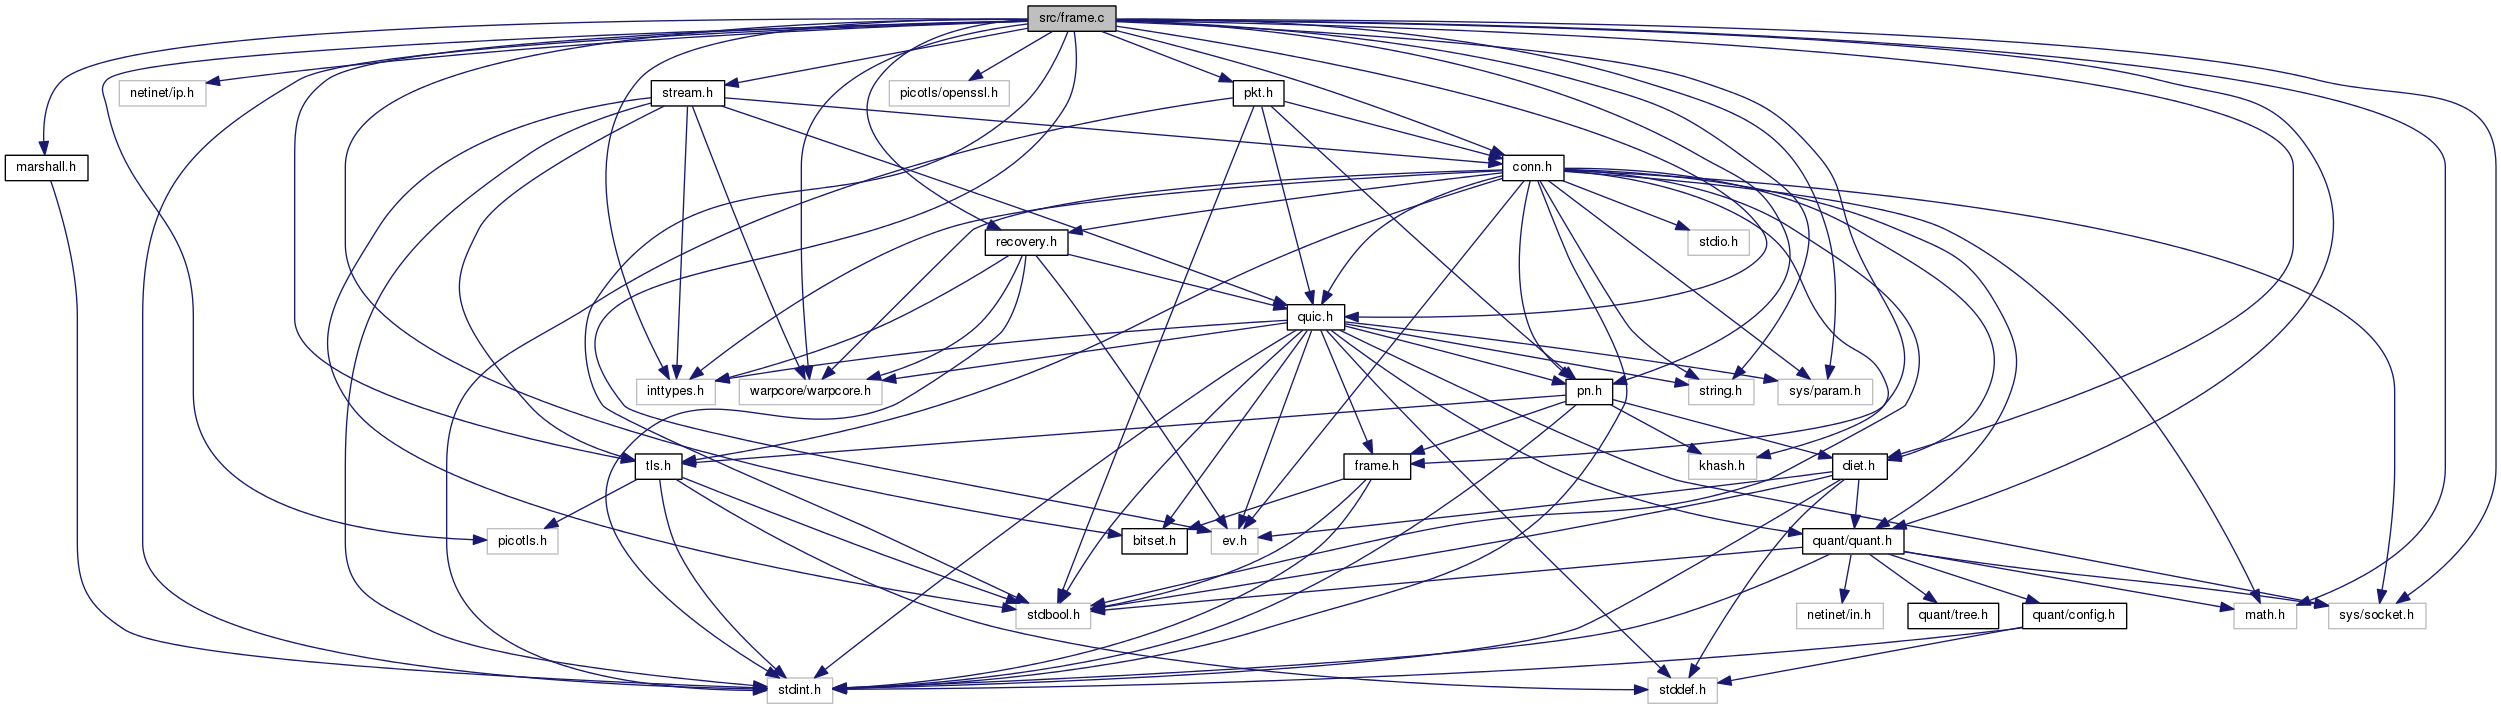 src/frame.c
netinet/ip.h
stream.h
picotls/openssl.h
pkt.h
marshall.h
conn.h
recovery.h
stdio.h
quic.h
inttypes.h
warpcore/warpcore.h
pn.h
string.h
sys/param.h
tls.h
frame.h
khash.h
diet.h
picotls.h
bitset.h
ev.h
quant/quant.h
stdbool.h
netinet/in.h
quant/tree.h
quant/config.h
math.h
sys/socket.h
stdint.h
stddef.h